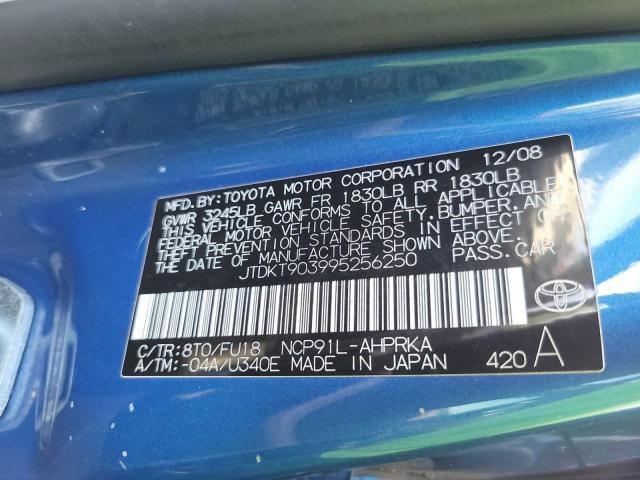 MFD. BY: TOYOTA MOTOR CORPORATION 12/08
GVWR 3245LB GAWR FR 1830LB RR 1830LB
THIS VEHICLE CONFORMS TO ALL APPLICABLE
FEDERAL MOTOR VEHICLE SAFETY, BUMPER, AND
THEFT PREVENTION STANDARDS IN EFFECT ON
THE DATE OF MANUFACTURE SHOWN ABOVE.
JTDKT903995256250 PASS. CAR
C/TR: 8T0/FU18 NCP91L-AHPRKA
A/TM: -04A/U340E MADE IN JAPAN 420 A